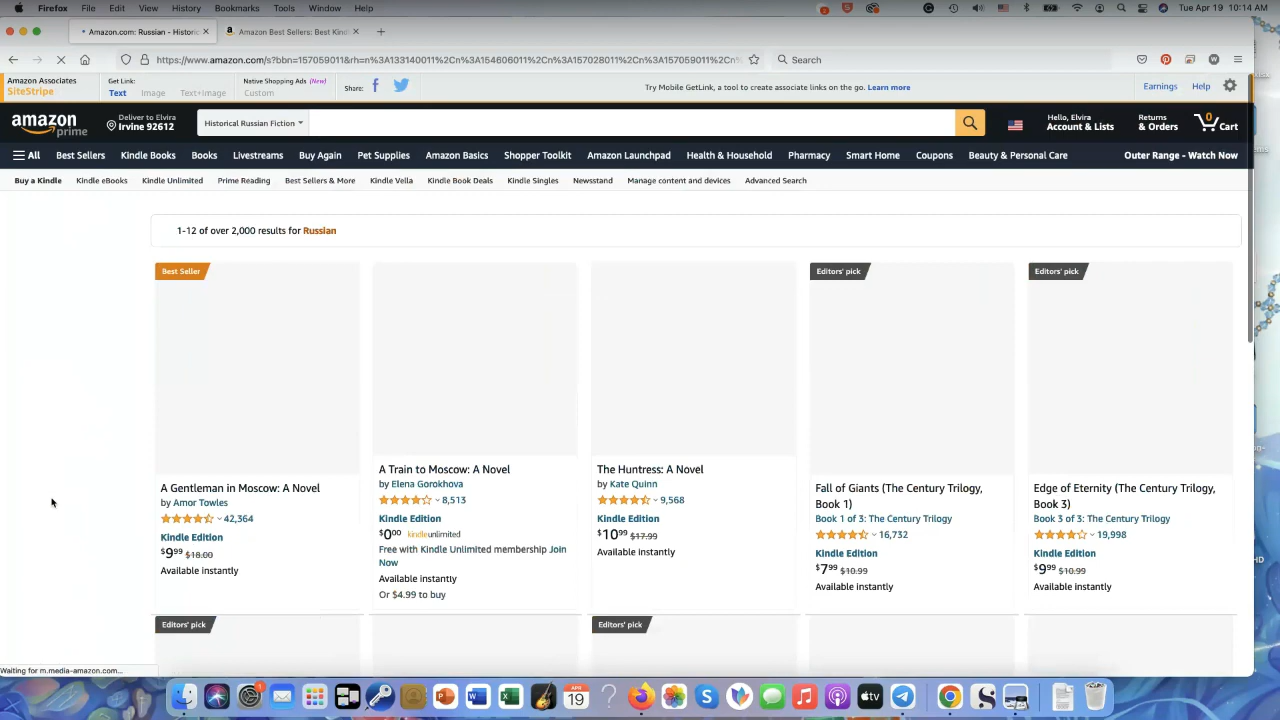 Firefox File Edit View History Bookmarks Tools Window Help Tue Apr 19 10:14 AM
Amazon.com: Russian - Historic Amazon Best Sellers: Best Kind
https://www.amazon.com/s?bbn=157059011&rh=n%3A133140011%2Cn%3A154606011%2Cn%3A157028011%2Cn%3A157059011%2Cn% Search
Amazon Associates Get Link: Native Shopping Ads (New) Share: Try Mobile GetLink, a tool to create associate links on the go. Learn more Earnings Help
SiteStripe Text Image Text+Image Custom
amazon prime Deliver to Elvira Historical Russian Fiction Hello, Elvira Returns 0
Irvine 92612 Account & Lists & Orders Cart
All Best Sellers Kindle Books Books Livestreams Buy Again Pet Supplies Amazon Basics Shopper Toolkit Amazon Launchpad Health & Household Pharmacy Smart Home Coupons Beauty & Personal Care Outer Range - Watch Now
Buy a Kindle Kindle eBooks Kindle Unlimited Prime Reading Best Sellers & More Kindle Vella Kindle Book Deals Kindle Singles Newsstand Manage content and devices Advanced Search
1-12 of over 2,000 results for Russian
Best Seller
A Gentleman in Moscow: A Novel
by Amor Towles
42,364
Kindle Edition
$9.99 $18.00
Available instantly
A Train to Moscow: A Novel
by Elena Gorokhova
8,513
Kindle Edition
$0.00 kindleunlimited
Free with Kindle Unlimited membership Join
Now
Available instantly
Or $4.99 to buy
The Huntress: A Novel
by Kate Quinn
9,568
Kindle Edition
$10.99 $17.99
Available instantly
Editors' pick
Fall of Giants (The Century Trilogy,
Book 1)
Book 1 of 3: The Century Trilogy
16,732
Kindle Edition
$7.99 $10.99
Available instantly
Editors' pick
Edge of Eternity (The Century Trilogy,
Book 3)
Book 3 of 3: The Century Trilogy
19,998
Kindle Edition
$9.99 $10.99
Available instantly
Editors' pick Editors' pick
Waiting for m.media-amazon.com...
APR
19
tv